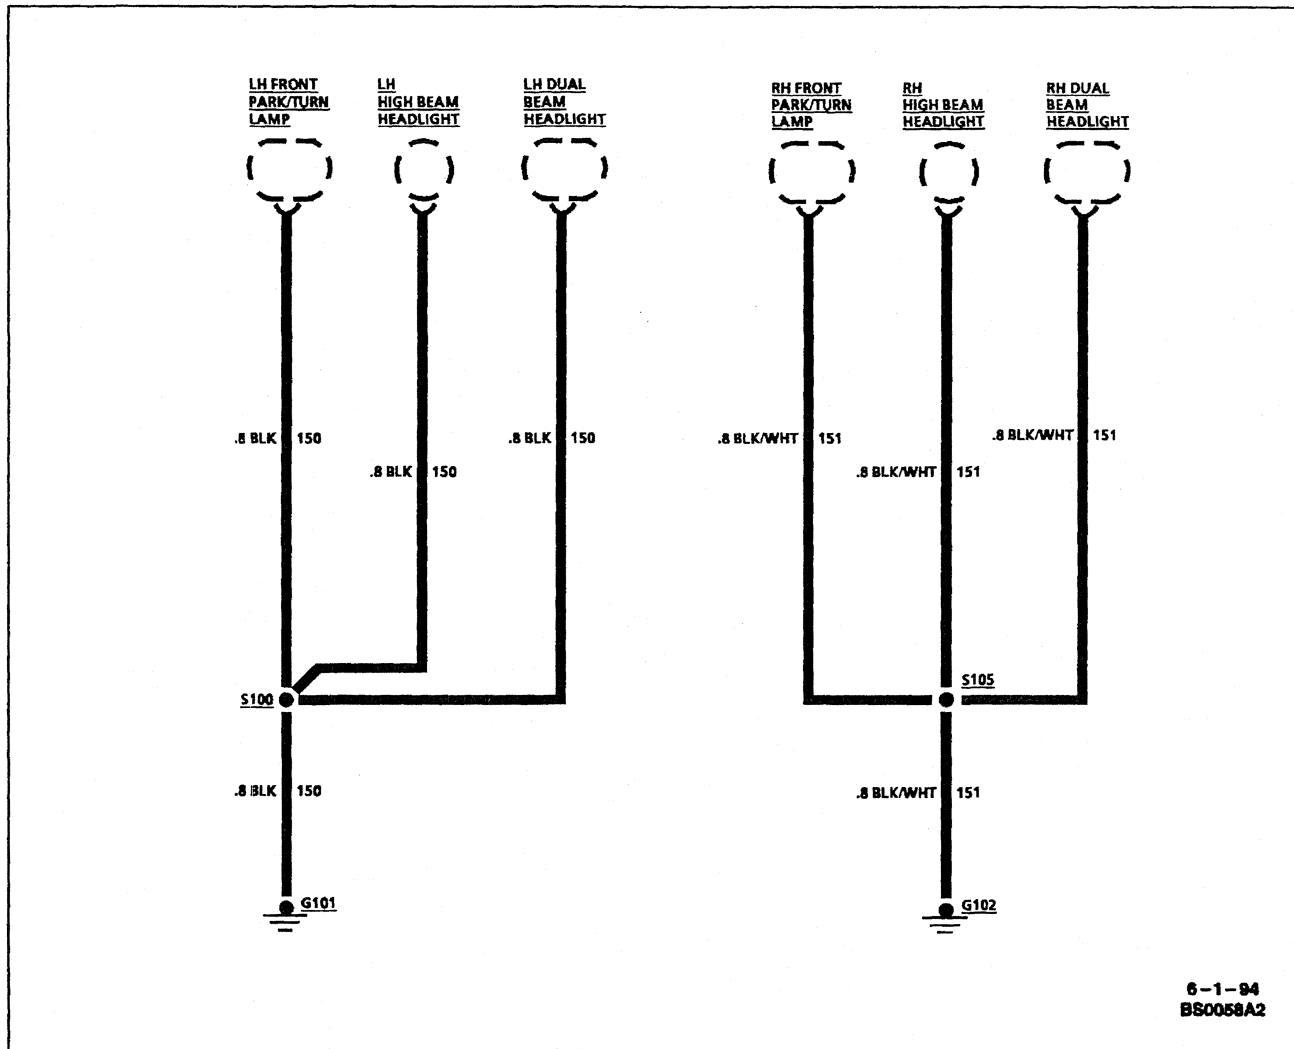 LH FRONT
PARK/TURN
LAMP
LH
HIGH BEAM
HEADLIGHT
LH DUAL
BEAM
HEADLIGHT
RH FRONT
PARK/TURN
LAMP
RH
HIGH BEAM
HEADLIGHT
RH DUAL
BEAM
HEADLIGHT
.8 BLK 150
.8 BLK 150
.8 BLK 150
.8 BLK/WHT 151
.8 BLK/WHT 151
.8 BLK/WHT 151
S100
S105
.8 BLK 150
.8 BLK/WHT 151
G101
G102
6-1-94
BS0058A2